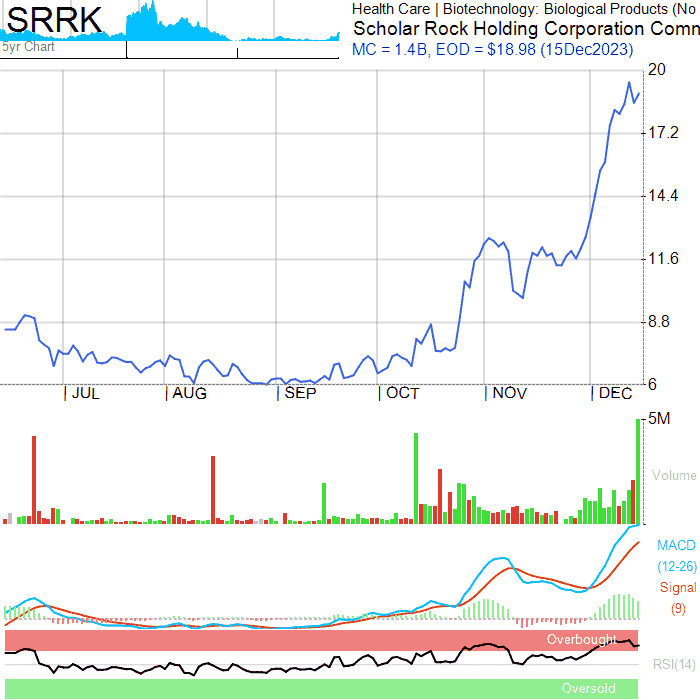 SRRK
5yr Chart
Health Care | Biotechnology: Biological Products (No
Scholar Rock Holding Corporation Comm
MC = 1.4B, EOD = $18.98 (15Dec2023)
20
17.2
14.4
11.6
8.8
6
JUL AUG SEP OCT NOV DEC
5M
Volume
MACD
(12-26)
Signal
(9)
Overbought
RSI(14)
Oversold